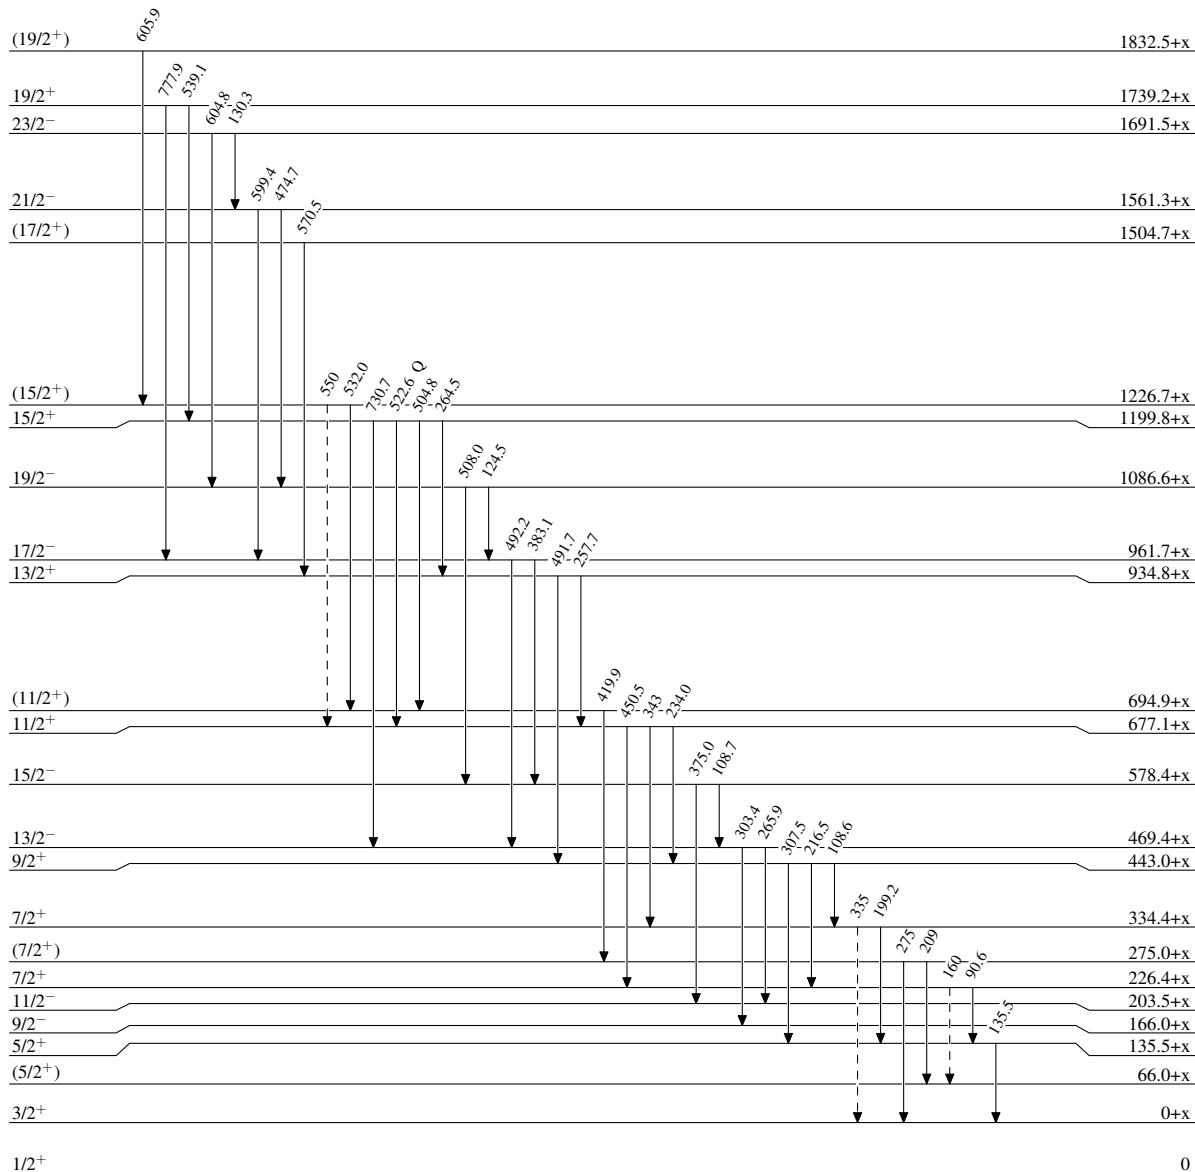 605.9
(19/2+) 1832.5+x
777.9 539.1
19/2+ 1739.2+x
604.8 130.3
23/2− 1691.5+x
599.4 474.7
21/2− 1561.3+x
570.5
(17/2+) 1504.7+x
550 532.0
(15/2+) 1226.7+x
730.7 522.6 Q 504.8 264.5
15/2+ 1199.8+x
508.0 124.5
19/2− 1086.6+x
492.2 383.1
17/2− 961.7+x
491.7 257.7
13/2+ 934.8+x
419.9
(11/2+) 694.9+x
450.5 343 234.0
11/2+ 677.1+x
375.0 108.7
15/2− 578.4+x
303.4 265.9
13/2− 469.4+x
307.5 216.5 108.6
9/2+ 443.0+x
335 199.2
7/2+ 334.4+x
275 209
(7/2+) 275.0+x
160 90.6
7/2+ 226.4+x
11/2− 203.5+x
9/2− 166.0+x
135.5
5/2+ 135.5+x
(5/2+) 66.0+x
3/2+ 0+x
1/2+ 0